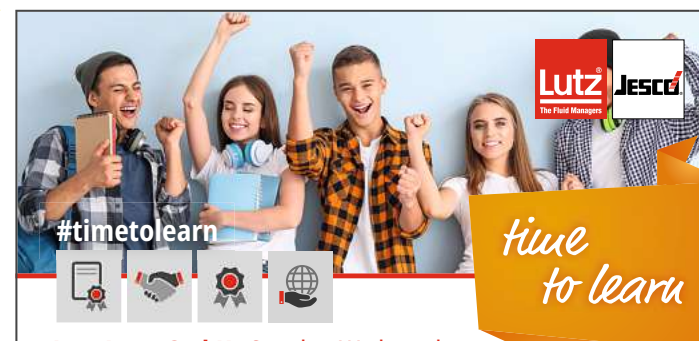 Lutz®
The Fluid Managers
JESCO
#timetolearn
time
to learn